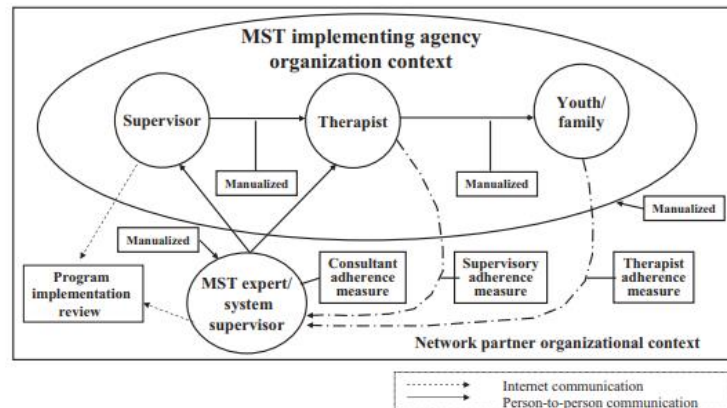 MST implementing agency
organization context
Supervisor
Therapist
Youth/
family
Manualized
Manualized
Manualized
Manualized
Program
implementation
review
MST expert/
system
supervisor
Consultant
adherence
measure
Supervisory
adherence
measure
Therapist
adherence
measure
Network partner organizational context
Internet communication
Person-to-person communication